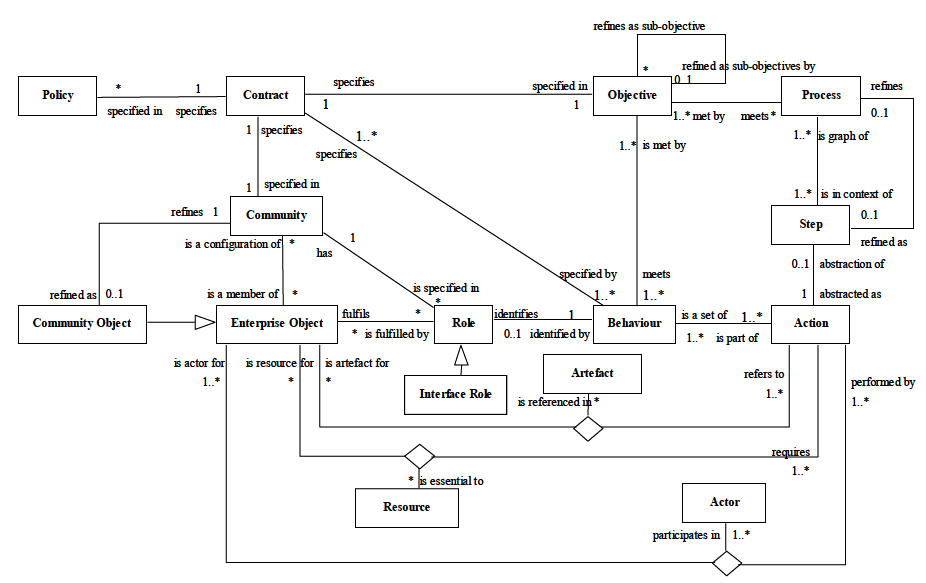 refines as sub-objective
* refined as sub-objectives by
0..1
Policy * 1 Contract specifies specified in Objective Process refines
specified in specifies 1 1 1..* met by meets * 0..1
1 specifies 1..* 1..* is met by 1..* is graph of
specifies
1 specified in 1..* is in context of
refines 1 Community 0..1
Step
is a configuration of * 1 refined as
has
specified by meets 0..1 abstraction of
refined as 0..1 is a member of * is specified in 1..* 1..* 1 abstracted as
*
fulfils * identifies 1 is a set of 1..*
Community Object Enterprise Object Role Behaviour Action
* is fulfilled by 0..1 identified by 1..* is part of
is actor for is resource for is artefact for Artefact refers to performed by
1..* * * 1..* 1..*
Interface Role
is referenced in *
requires
1..*
* is essential to
Resource
Actor
participates in 1..*